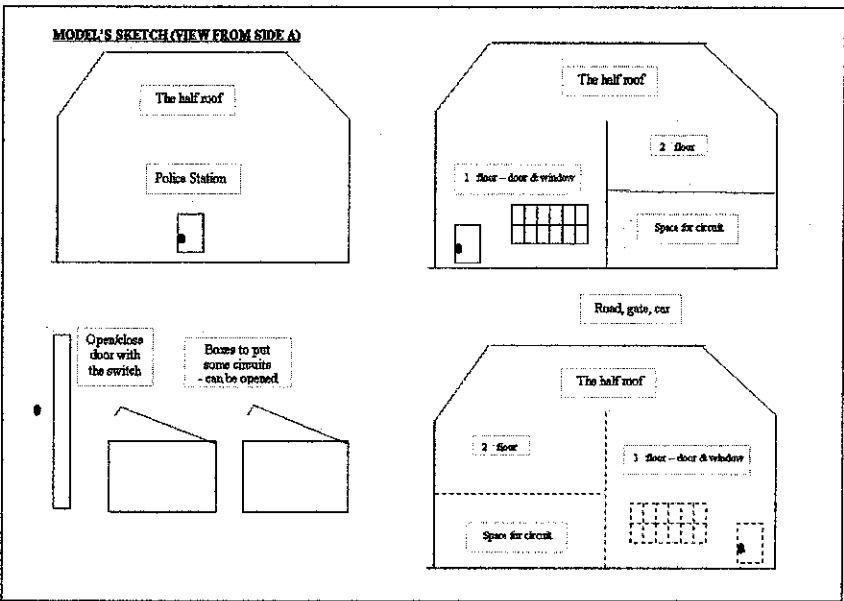 MODEL'S SKETCH (VIEW FROM SIDE A)
The half roof
Police Station
The half roof
2 floor
1 floor – door & window
Space for circuit
Open/close
door with
the switch
Boxes to put
some circuits
- can be opened
Road, gate, car
The half roof
2 floor
1 floor – door & window
Space for circuit